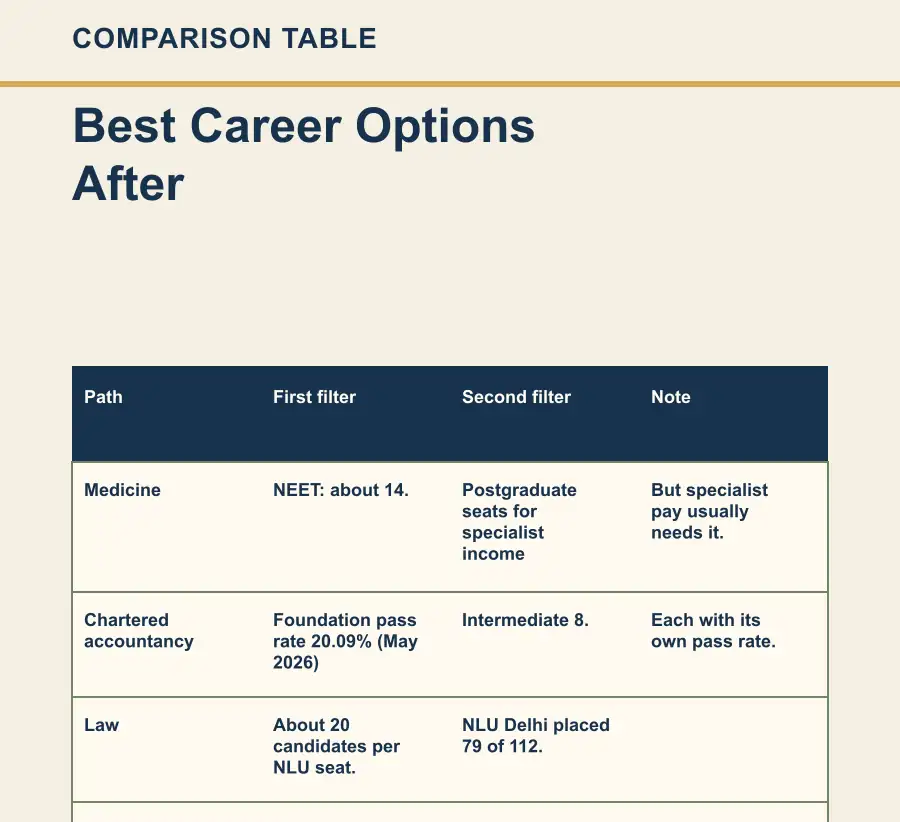 COMPARISON TABLE
Best Career Options
After
Path
First filter
Second filter
Note
Medicine
NEET: about 14.
Postgraduate
seats for
specialist
income
But specialist
pay usually
needs it.
Chartered
accountancy
Foundation pass
rate 20.09% (May
2026)
Intermediate 8.
Each with its
own pass rate.
Law
About 20
candidates per
NLU seat.
NLU Delhi placed
79 of 112.